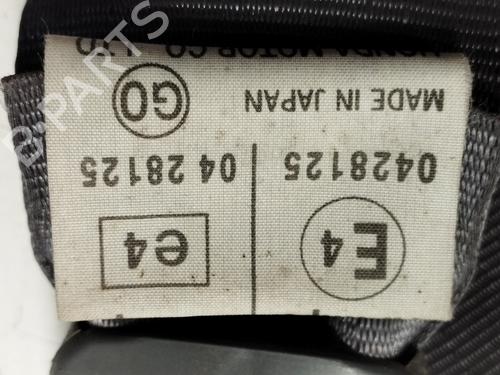 E4 e4
0428125 04 28125
MADE IN JAPAN GO
HONDA MOTOR CO LTD
B-PARTS